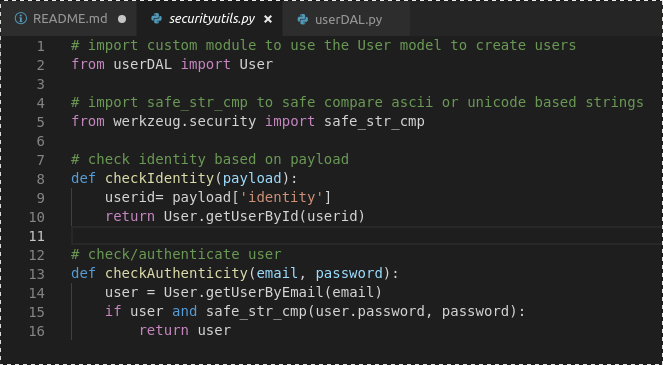 README.md securityutils.py userDAL.py
1 # import custom module to use the User model to create users
2 from userDAL import User
3
4 # import safe_str_cmp to safe compare ascii or unicode based strings
5 from werkzeug.security import safe_str_cmp
6
7 # check identity based on payload
8 def checkIdentity(payload):
9     userid= payload['identity']
10     return User.getUserById(userid)
11
12 # check/authenticate user
13 def checkAuthenticity(email, password):
14     user = User.getUserByEmail(email)
15     if user and safe_str_cmp(user.password, password):
16         return user